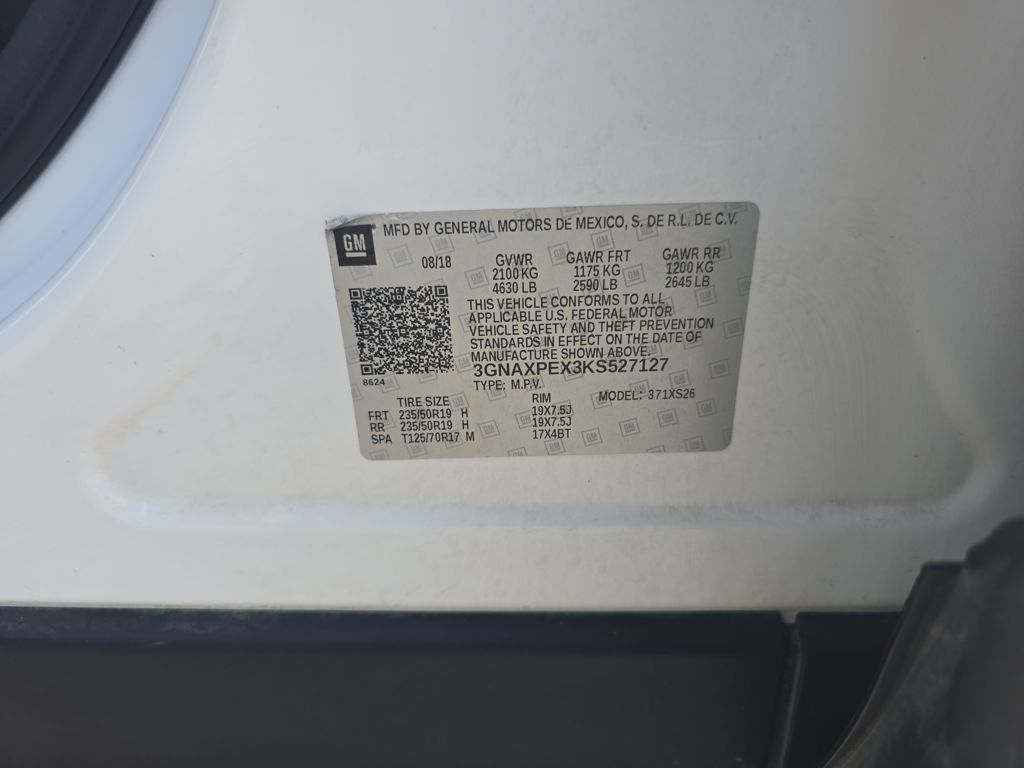 GM
MFD BY GENERAL MOTORS DE MEXICO, S. DE R.L. DE C.V.
08/18 GVWR GAWR FRT GAWR RR
2100 KG 1175 KG 1200 KG
4630 LB 2590 LB 2645 LB
THIS VEHICLE CONFORMS TO ALL
APPLICABLE U.S. FEDERAL MOTOR
VEHICLE SAFETY AND THEFT PREVENTION
STANDARDS IN EFFECT ON THE DATE OF
MANUFACTURE SHOWN ABOVE.
8624
3GNAXPEX3KS527127
TYPE: M.P.V. MODEL: 371XS26
TIRE SIZE RIM
FRT 235/50R19 H 19X7.5J
RR 235/50R19 H 19X7.5J
SPA T125/70R17 M 17X4BT